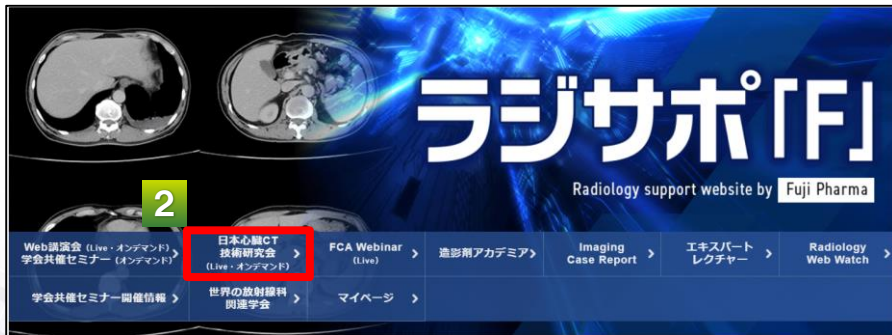 ラジサポ「F」
Radiology support website by Fuji Pharma
2
Web講演会 (Live・オンデマンド)
学会共催セミナー (オンデマンド)
日本心臓CT
技術研究会
(Live・オンデマンド)
FCA Webinar
(Live)
造影剤アカデミア
Imaging
Case Report
エキスパート
レクチャー
Radiology
Web Watch
学会共催セミナー開催情報
世界の放射線科
関連学会
マイページ